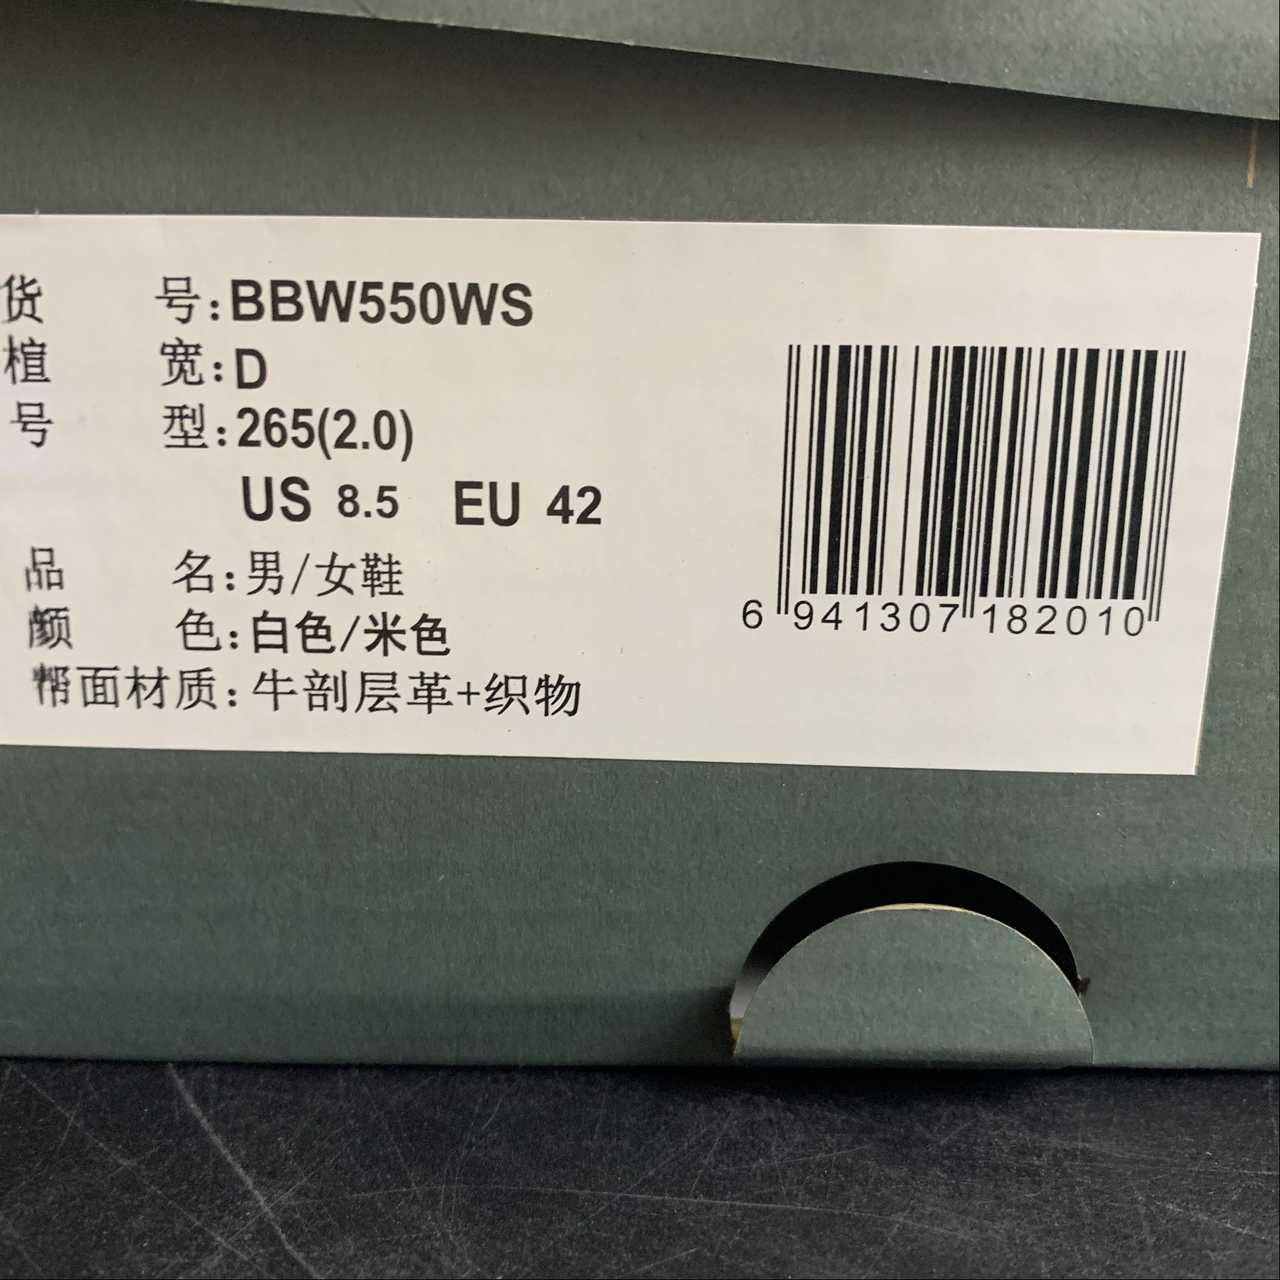 货 号:BBW550WS
楦 宽:D
号 型:265(2.0)
US 8.5 EU 42
品 名:男/女鞋
颜 色:白色/米色
帮面材质:牛剖层革+织物
6 941307 182010